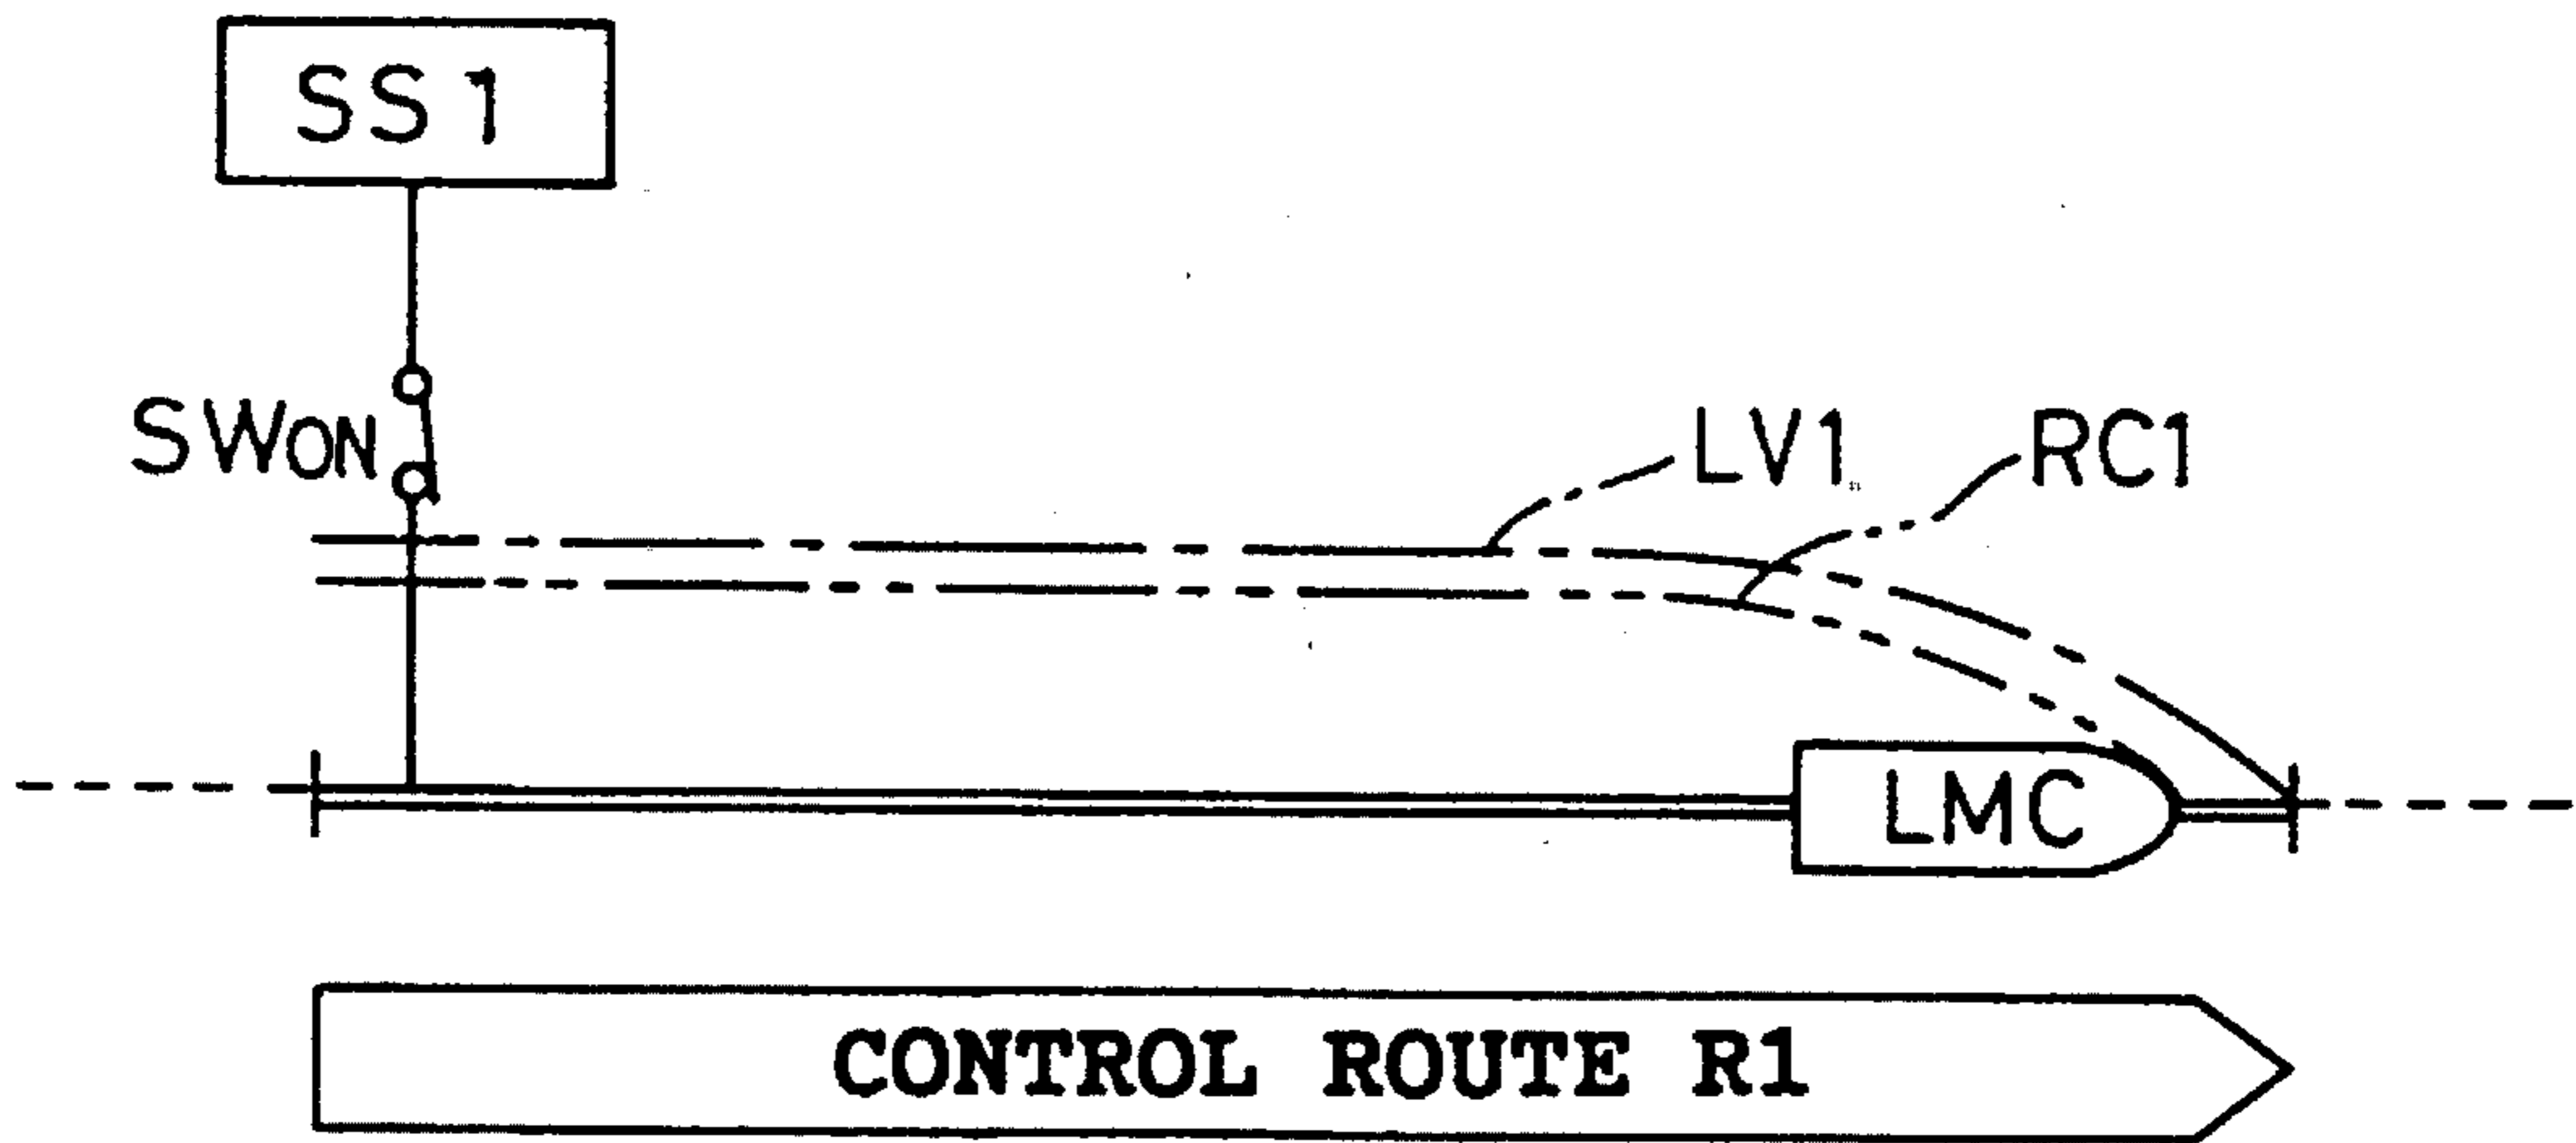 SS1
SWON
LV1
RC1
LMC
CONTROL ROUTE R1